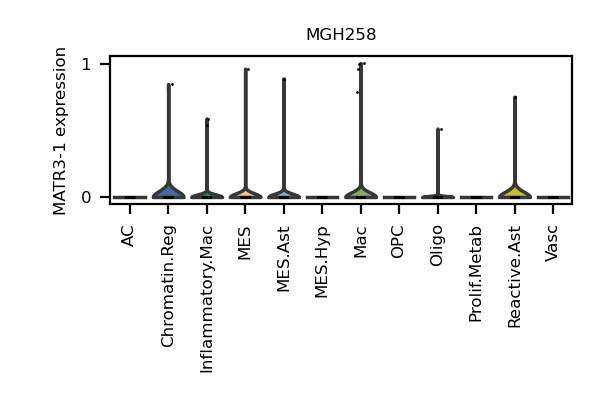 MGH258
MATR3-1 expression
1
0
AC
Chromatin.Reg
Inflammatory.Mac
MES
MES.Ast
MES.Hyp
Mac
OPC
Oligo
Prolif.Metab
Reactive.Ast
Vasc